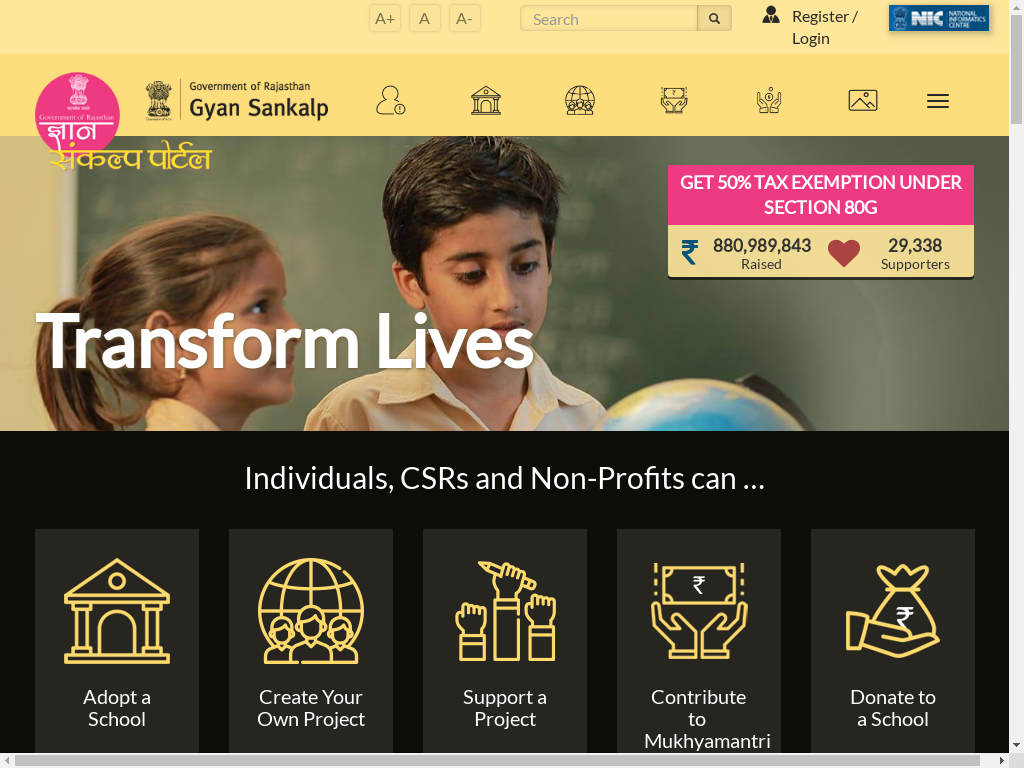 A+ A A- Search Register /
Login
NIC NATIONAL INFORMATICS CENTRE
Government of Rajasthan
ज्ञान
संकल्प पोर्टल
Government of Rajasthan
Gyan Sankalp
GET 50% TAX EXEMPTION UNDER
SECTION 80G
₹ 880,989,843 29,338
Raised Supporters
Transform Lives
Individuals, CSRs and Non-Profits can ...
Adopt a
School
Create Your
Own Project
Support a
Project
₹
Contribute
to
Mukhyamantri
₹
Donate to
a School